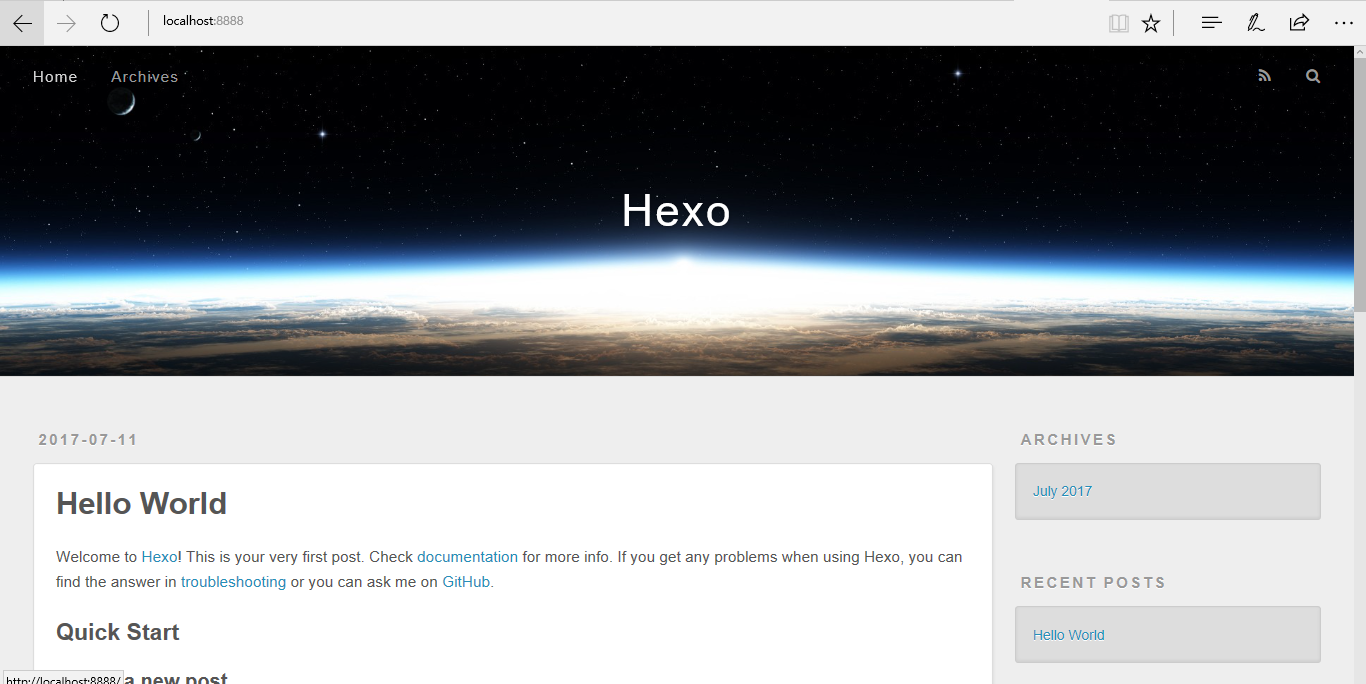 localhost:8888
Home Archives
Hexo
2017-07-11
Hello World
Welcome to Hexo! This is your very first post. Check documentation for more info. If you get any problems when using Hexo, you can
find the answer in troubleshooting or you can ask me on GitHub.
Quick Start
a new post
ARCHIVES
July 2017
RECENT POSTS
Hello World
http://localhost:8888/